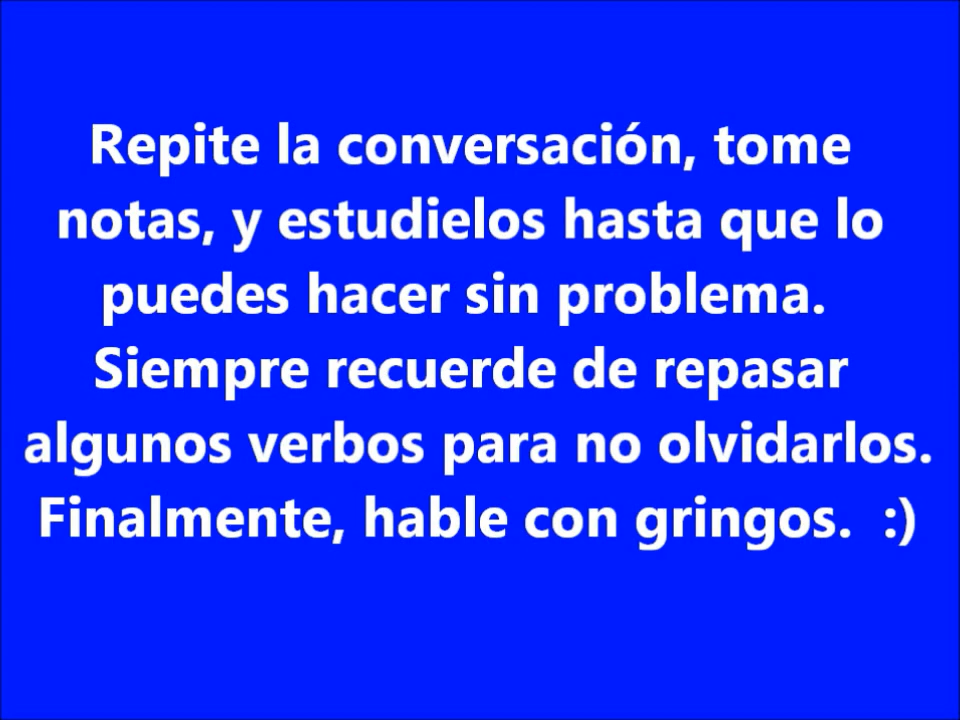 Repite la conversación, tome
notas, y estudielos hasta que lo
puedes hacer sin problema.
Siempre recuerde de repasar
algunos verbos para no olvidarlos.
Finalmente, hable con gringos.  :)